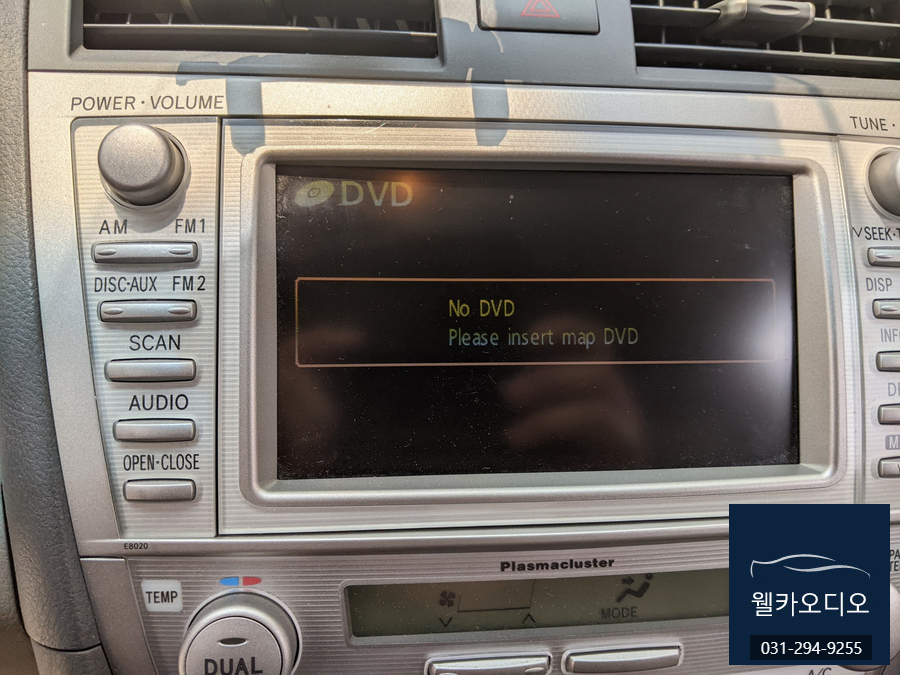 POWER · VOLUME
TUNE ·
AM FM1
DISC·AUX FM2
SCAN
AUDIO
OPEN·CLOSE
E8020
DVD
No DVD
Please insert map DVD
SEEK·T
DISP
INFO
Plasmacluster
TEMP
MODE
DUAL
A/C
웰카오디오
031-294-9255